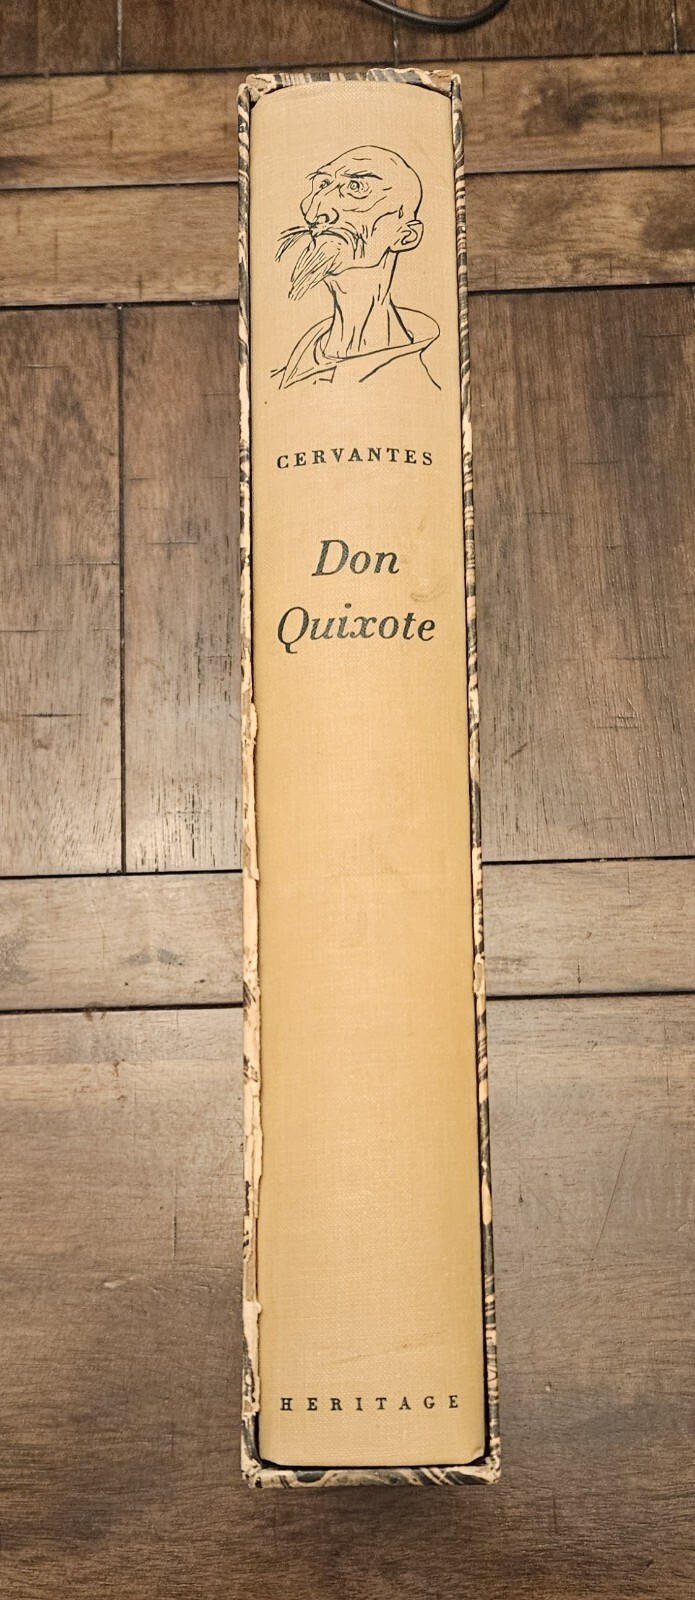 CERVANTES
Don
Quixote
HERITAGE